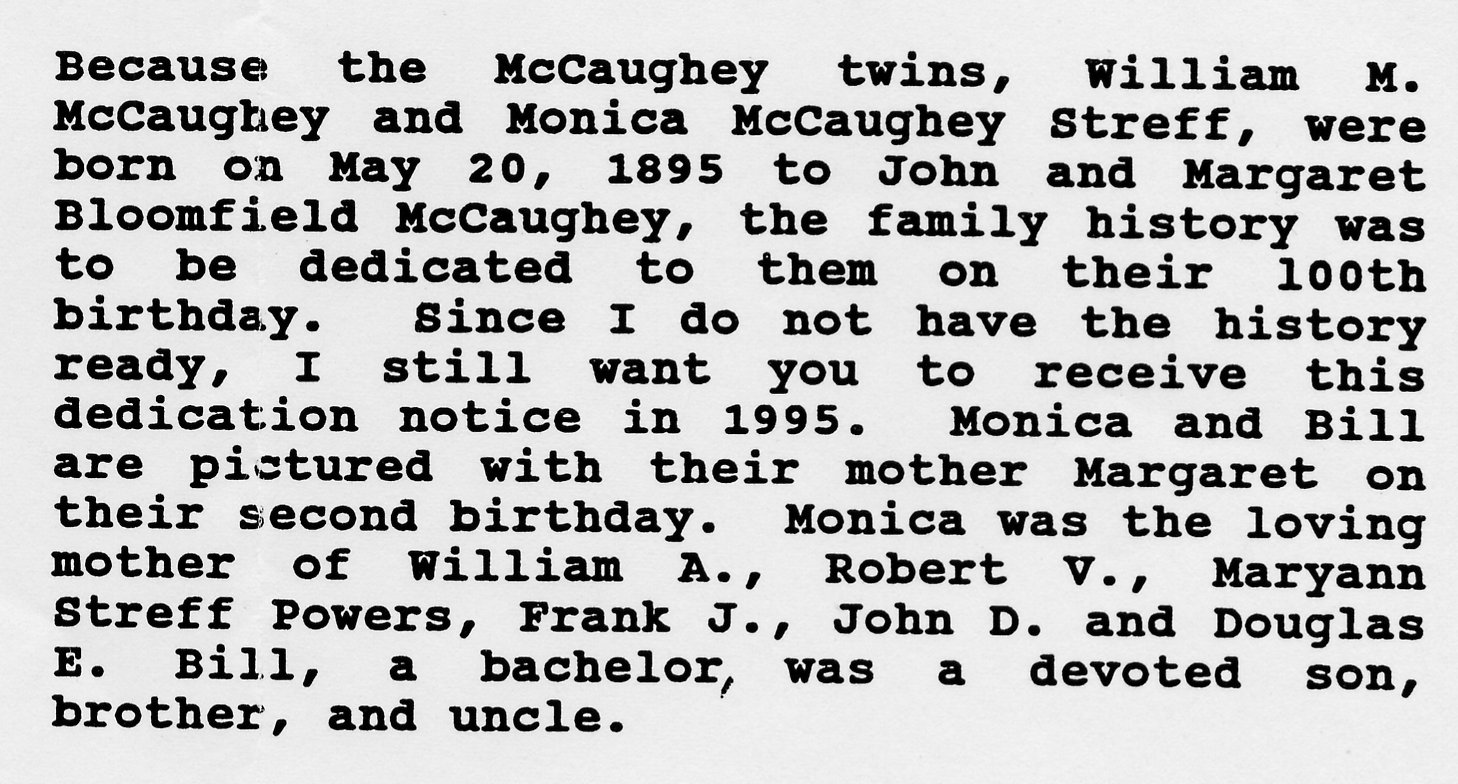 Because the McCaughey twins, William M.
McCaughey and Monica McCaughey Streff, were
born on May 20, 1895 to John and Margaret
Bloomfield McCaughey, the family history was
to be dedicated to them on their 100th
birthday. Since I do not have the history
ready, I still want you to receive this
dedication notice in 1995. Monica and Bill
are pictured with their mother Margaret on
their second birthday. Monica was the loving
mother of William A., Robert V., Maryann
Streff Powers, Frank J., John D. and Douglas
E. Bill, a bachelor, was a devoted son,
brother, and uncle.